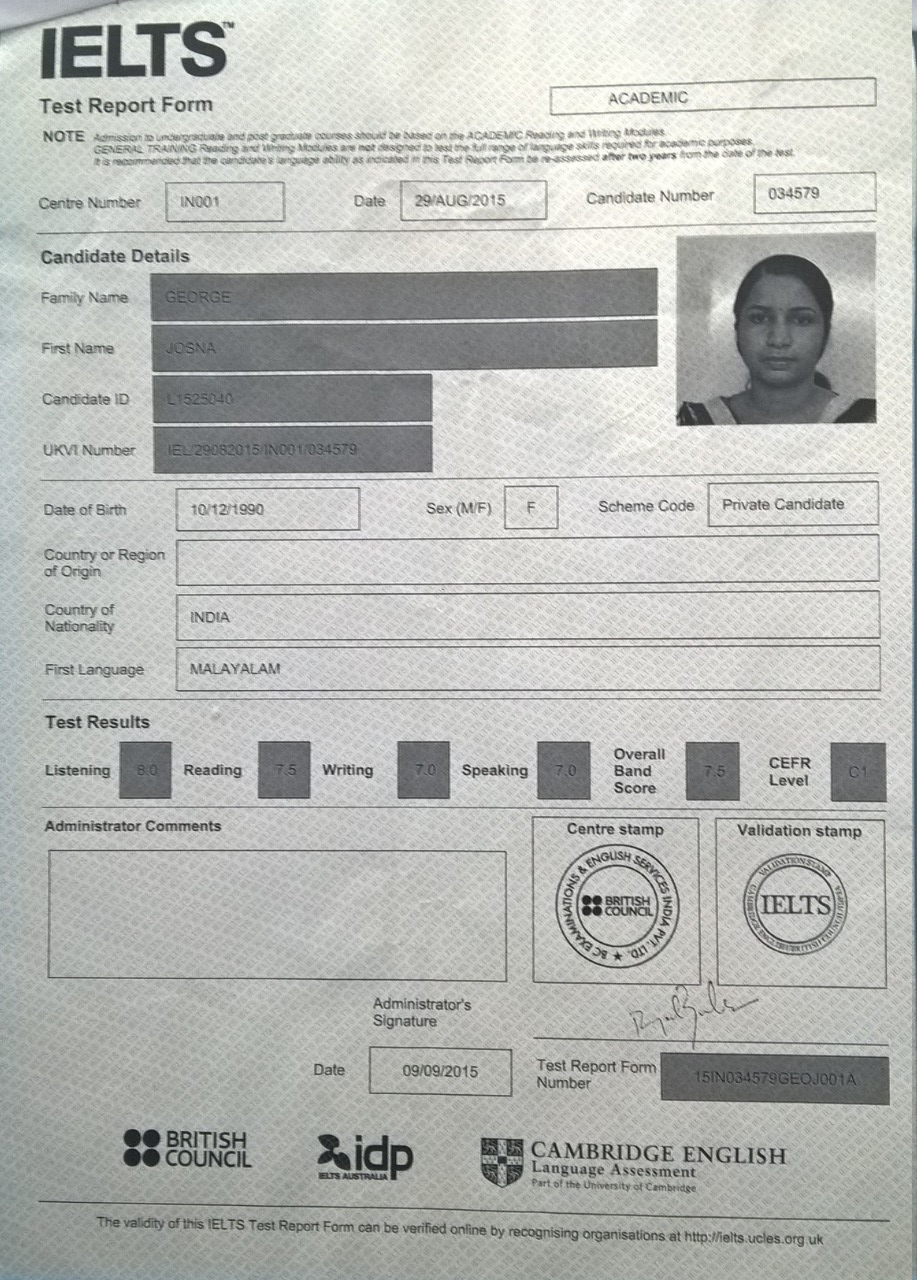 IELTS™
Test Report Form
ACADEMIC
NOTE Admission to undergraduate and post graduate courses should be based on the ACADEMIC Reading and Writing Modules.
GENERAL TRAINING Reading and Writing Modules are not designed to test the full range of language skills required for academic purposes.
It is recommended that the candidate's language ability as indicated in this Test Report Form be re-assessed after two years from the date of the test.
Centre Number IN001 Date 29/AUG/2015 Candidate Number 034579
Candidate Details
Family Name GEORGE
First Name JOSNA
Candidate ID L1525040
UKVI Number IEL/29082015/IN001/034579
Date of Birth 10/12/1990 Sex (M/F) F Scheme Code Private Candidate
Country or Region
of Origin
Country of
Nationality INDIA
First Language MALAYALAM
Test Results
Listening 8.0 Reading 7.5 Writing 7.0 Speaking 7.0 Overall Band Score 7.5 CEFR Level C1
Administrator Comments
Centre stamp
BC EXAMINATIONS & ENGLISH SERVICES INDIA PVT. LTD. ★
BRITISH
COUNCIL
Validation stamp
VALIDATION STAMP
IELTS
Administrator's
Signature
Date 09/09/2015
Test Report Form
Number 15IN034579GEOJ001A
BRITISH
COUNCIL
idp
IELTS AUSTRALIA
CAMBRIDGE ENGLISH
Language Assessment
Part of the University of Cambridge
The validity of this IELTS Test Report Form can be verified online by recognising organisations at http://ielts.ucles.org.uk